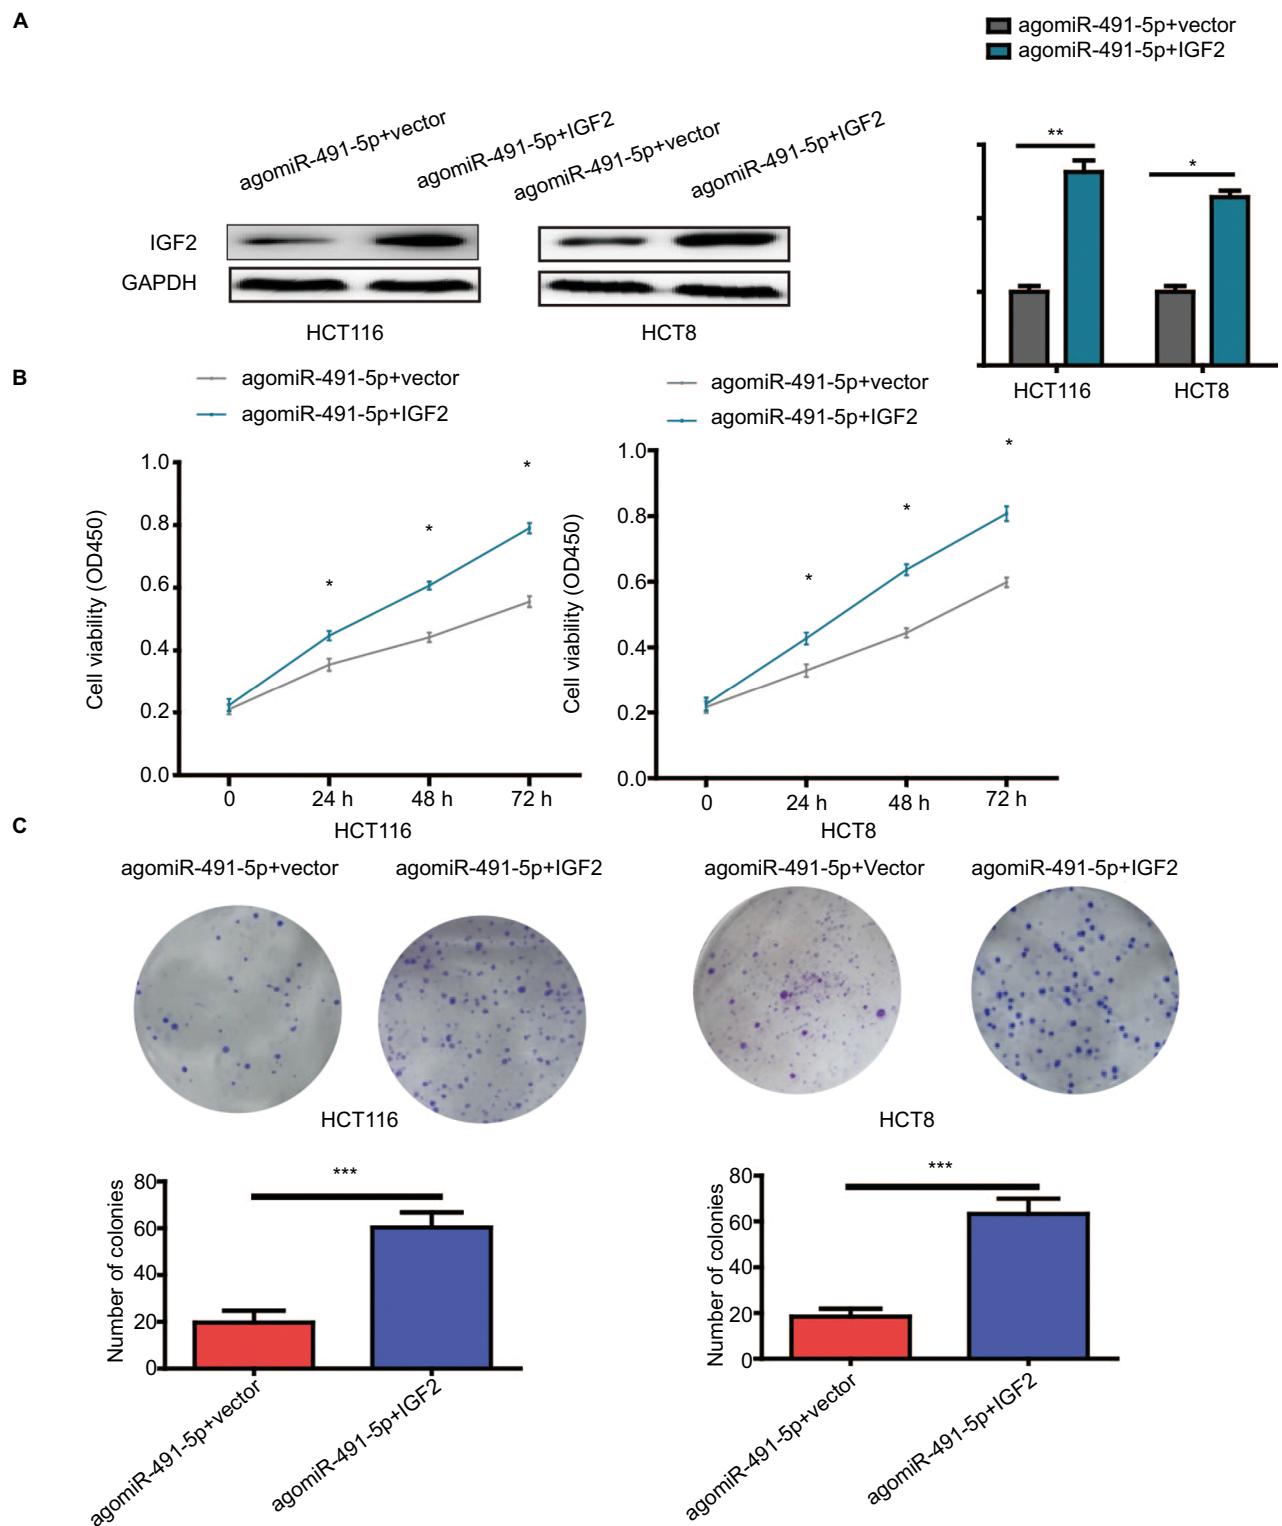 A
agomiR-491-5p+vector
agomiR-491-5p+IGF2
agomiR-491-5p+vector
agomiR-491-5p+IGF2
agomiR-491-5p+vector
agomiR-491-5p+IGF2
IGF2
GAPDH
HCT116
HCT8
**
*
HCT116
HCT8
B
agomiR-491-5p+vector
agomiR-491-5p+IGF2
Cell viability (OD450)
1.0
0.8
0.6
0.4
0.2
0.0
*
*
*
0
24 h
48 h
72 h
HCT116
agomiR-491-5p+vector
agomiR-491-5p+IGF2
Cell viability (OD450)
1.0
0.8
0.6
0.4
0.2
0.0
*
*
*
0
24 h
48 h
72 h
HCT8
C
agomiR-491-5p+vector
agomiR-491-5p+IGF2
agomiR-491-5p+Vector
agomiR-491-5p+IGF2
HCT116
HCT8
Number of colonies
80
60
40
20
0
***
agomiR-491-5p+vector
agomiR-491-5p+IGF2
Number of colonies
80
60
40
20
0
***
agomiR-491-5p+vector
agomiR-491-5p+IGF2